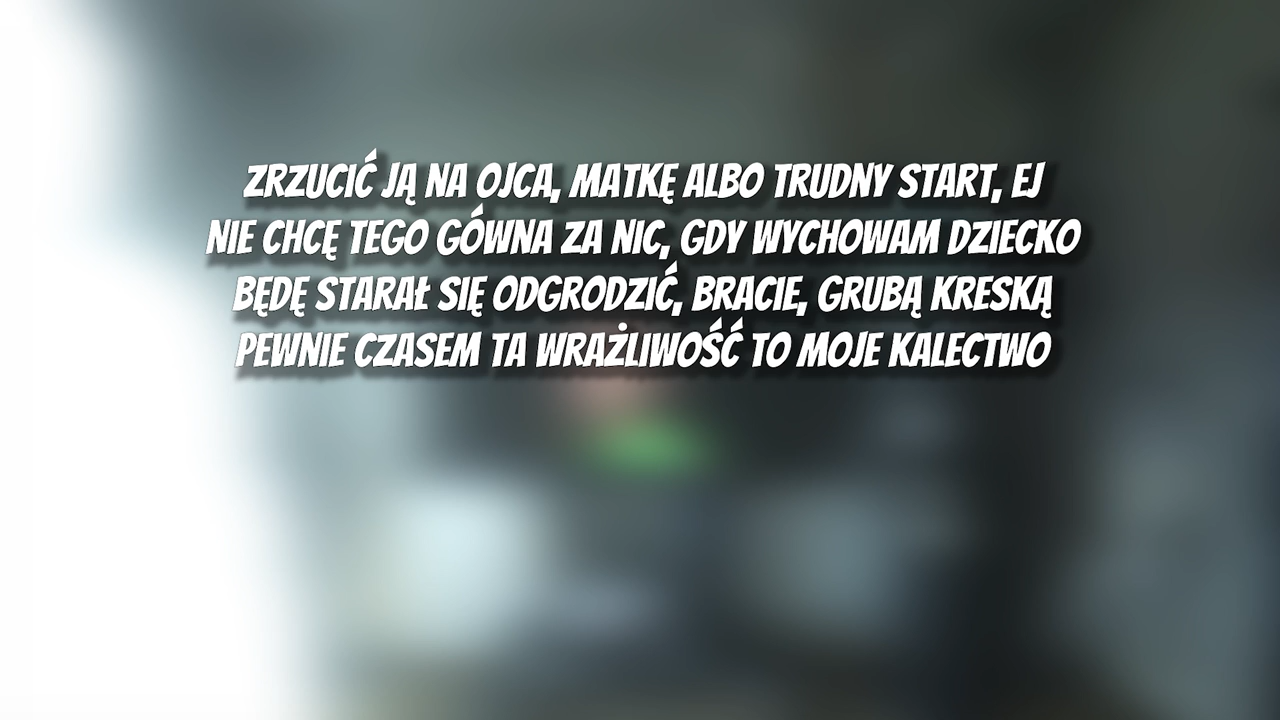 ZRZUCIĆ JĄ NA OJCA, MATKĘ ALBO TRUDNY START, EJ
NIE CHCĘ TEGO GÓWNA ZA NIC, GDY WYCHOWAM DZIECKO
BĘDĘ STARAŁ SIĘ ODGRODZIĆ, BRACIE, GRUBĄ KRESKĄ
PEWNIE CZASEM TA WRAŻLIWOŚĆ TO MOJE KALECTWO